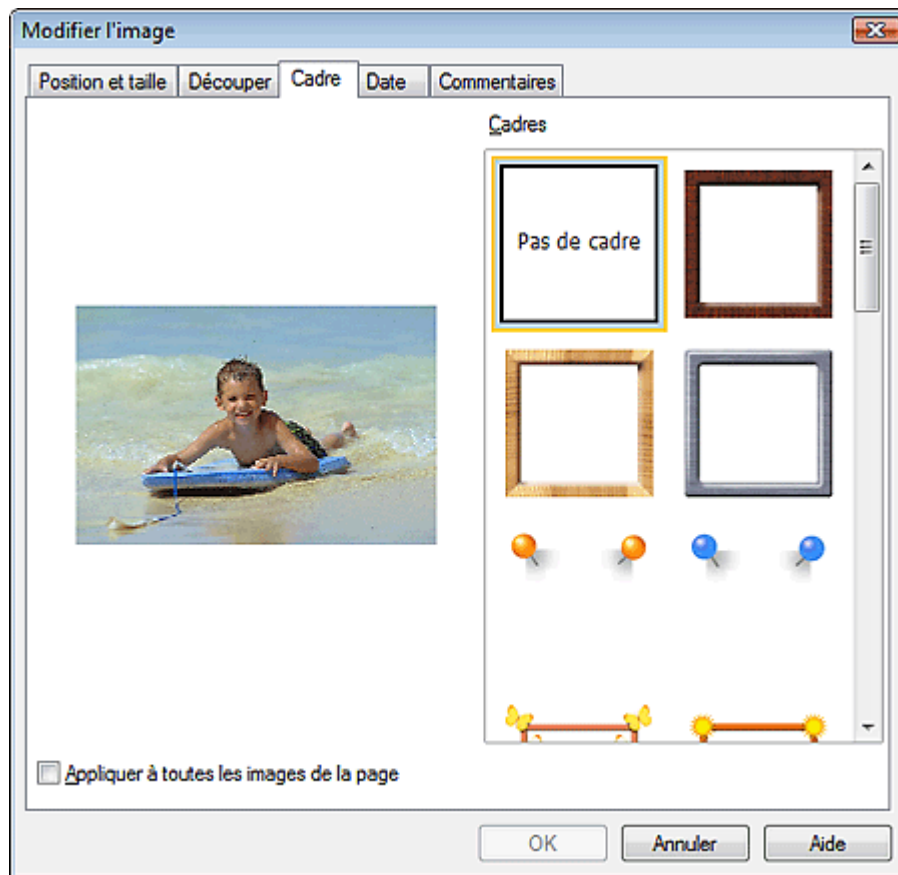 Modifier l'image
Position et taille Découper Cadre Date Commentaires
Cadres
Pas de cadre
Appliquer à toutes les images de la page
OK Annuler Aide